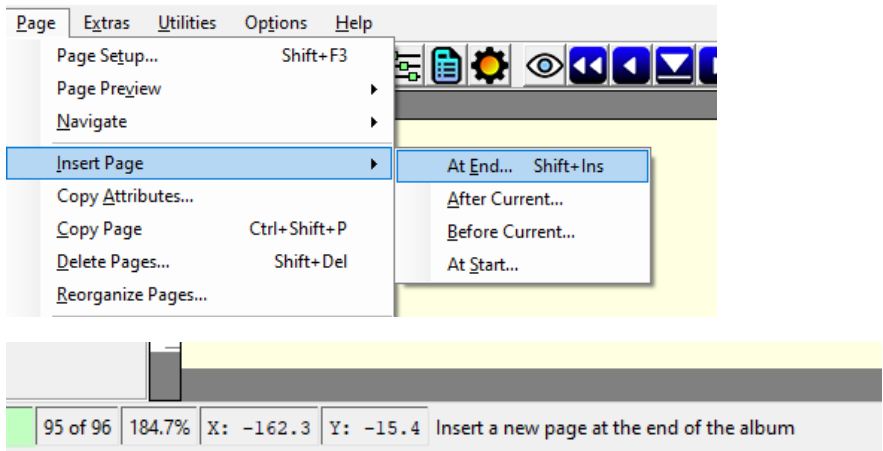 Page Extras Utilities Options Help
Page Setup... Shift+F3
Page Preview
Navigate
Insert Page
At End... Shift+Ins
Copy Attributes...
After Current...
Copy Page Ctrl+Shift+P
Before Current...
Delete Pages... Shift+Del
At Start...
Reorganize Pages...
95 of 96 184.7% X: -162.3 Y: -15.4 Insert a new page at the end of the album